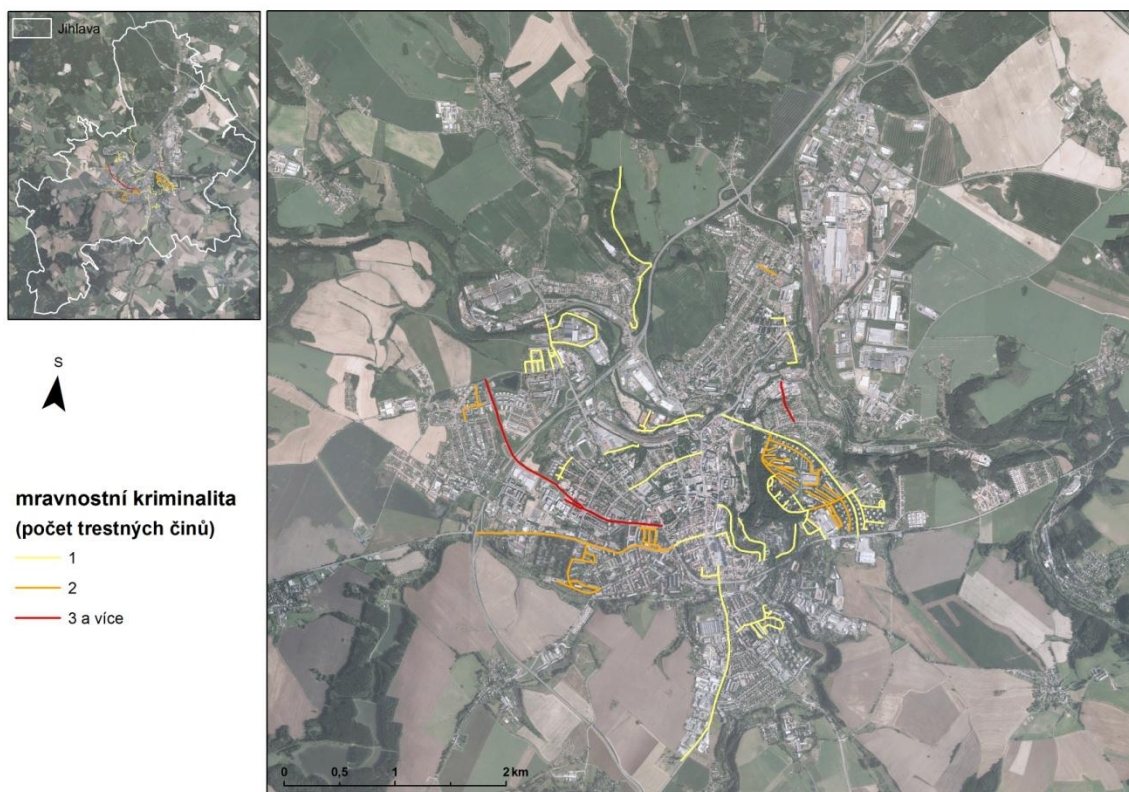 Jihlava
S
mravnostní kriminalita
(počet trestných činů)
1
2
3 a více
0 0,5 1 2 km